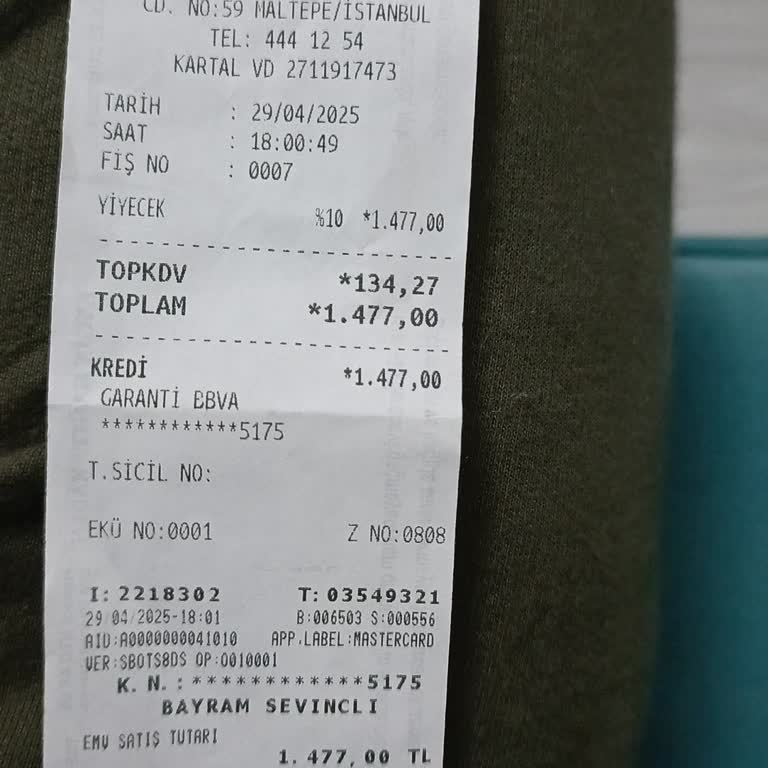 CD. NO:59 MALTEPE/İSTANBUL
TEL: 444 12 54
KARTAL VD 2711917473
TARİH : 29/04/2025
SAAT : 18:00:49
FİŞ NO : 0007
YİYECEK %10 *1.477,00
TOPKDV *134,27
TOPLAM *1.477,00
KREDİ *1.477,00
GARANTİ BBVA
************5175
T.SİCİL NO:
EKÜ NO:0001 Z NO:0808
I: 2218302 T: 03549321
29/04/2025-18:01 B:006503 S:000556
AID:A0000000041010 APP.LABEL:MASTERCARD
VER:SBOTS8DS OP:0010001
K. N. : ************5175
BAYRAM SEVINCLI
EMV SATIŞ TUTARI
1. 477, 00 TL